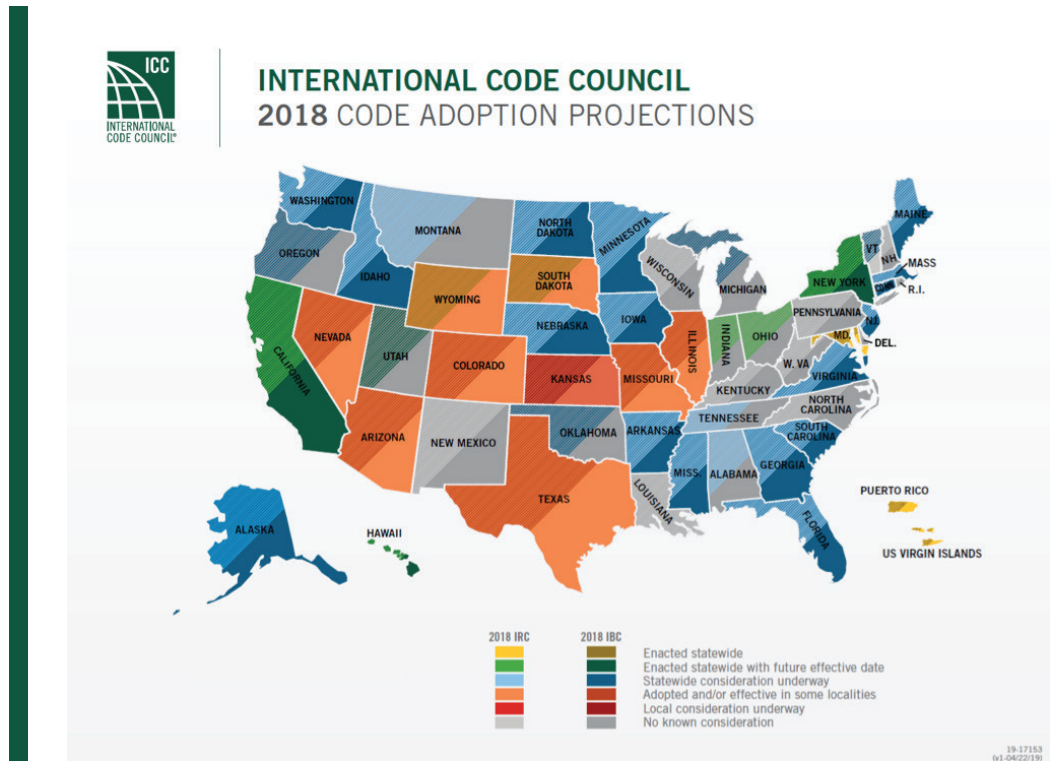 ICC
INTERNATIONAL
CODE COUNCIL®
INTERNATIONAL CODE COUNCIL
2018 CODE ADOPTION PROJECTIONS
WASHINGTON
MONTANA
NORTH
DAKOTA
MINNESOTA
MAINE
OREGON
IDAHO
WISCONSIN
MICHIGAN
VT
NH
MASS
WYOMING
SOUTH
DAKOTA
NEW YORK
R.I.
NEVADA
NEBRASKA
IOWA
PENNSYLVANIA
N.J.
CALIFORNIA
UTAH
COLORADO
KANSAS
MISSOURI
ILLINOIS
INDIANA
OHIO
W. VA
MD.
DEL.
VIRGINIA
KENTUCKY
NORTH
CAROLINA
ARIZONA
NEW MEXICO
OKLAHOMA
ARKANSAS
TENNESSEE
SOUTH
CAROLINA
TEXAS
MISS.
ALABAMA
GEORGIA
LOUISIANA
FLORIDA
PUERTO RICO
US VIRGIN ISLANDS
ALASKA
HAWAII
2018 IRC 2018 IBC
Enacted statewide
Enacted statewide with future effective date
Statewide consideration underway
Adopted and/or effective in some localities
Local consideration underway
No known consideration
19-17153
(v1-04/22/19)